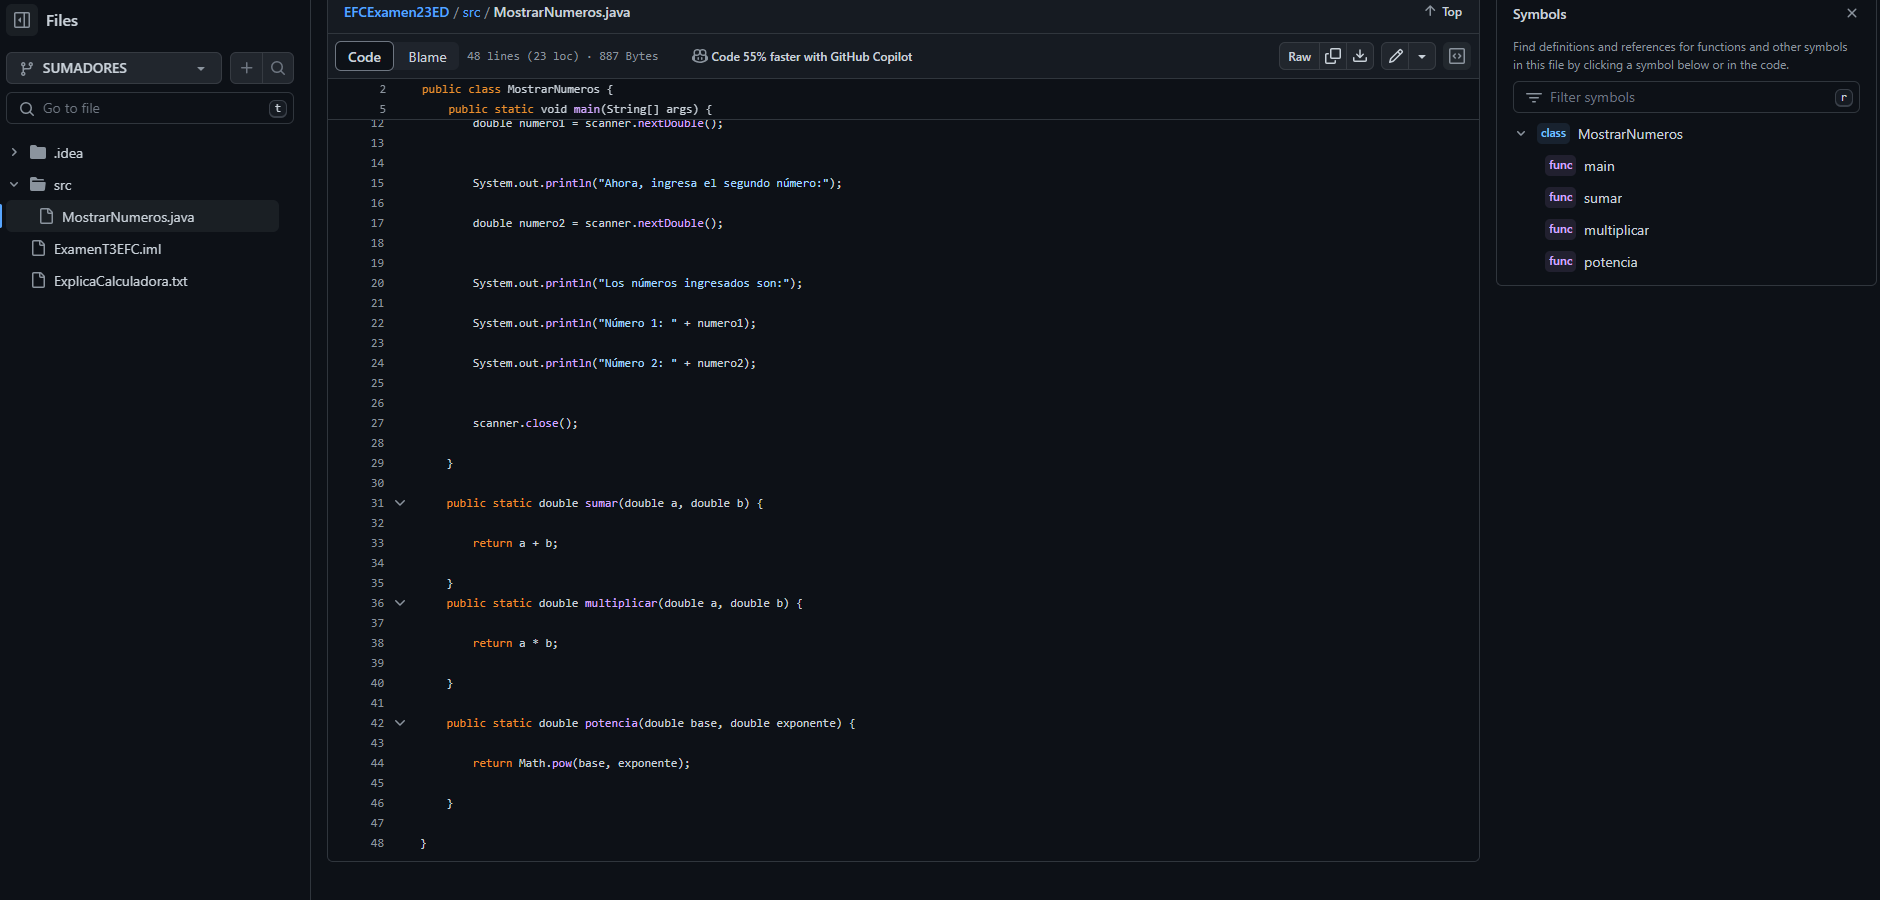 Files
SUMADORES
Go to file
t
.idea
src
MostrarNumeros.java
ExamenT3EFC.iml
ExplicaCalculadora.txt
EFCExamen23ED / src / MostrarNumeros.java
Top
Code
Blame
48 lines (23 loc) · 887 Bytes
Code 55% faster with GitHub Copilot
Raw
2 public class MostrarNumeros {
5 public static void main(String[] args) {
12 double numero1 = scanner.nextDouble();
13
14
15 System.out.println("Ahora, ingresa el segundo número:");
16
17 double numero2 = scanner.nextDouble();
18
19
20 System.out.println("Los números ingresados son:");
21
22 System.out.println("Número 1: " + numero1);
23
24 System.out.println("Número 2: " + numero2);
25
26
27 scanner.close();
28
29 }
30
31 public static double sumar(double a, double b) {
32
33 return a + b;
34
35 }
36 public static double multiplicar(double a, double b) {
37
38 return a * b;
39
40 }
41
42 public static double potencia(double base, double exponente) {
43
44 return Math.pow(base, exponente);
45
46 }
47
48 }
Symbols
Find definitions and references for functions and other symbols
in this file by clicking a symbol below or in the code.
Filter symbols
r
class MostrarNumeros
func main
func sumar
func multiplicar
func potencia